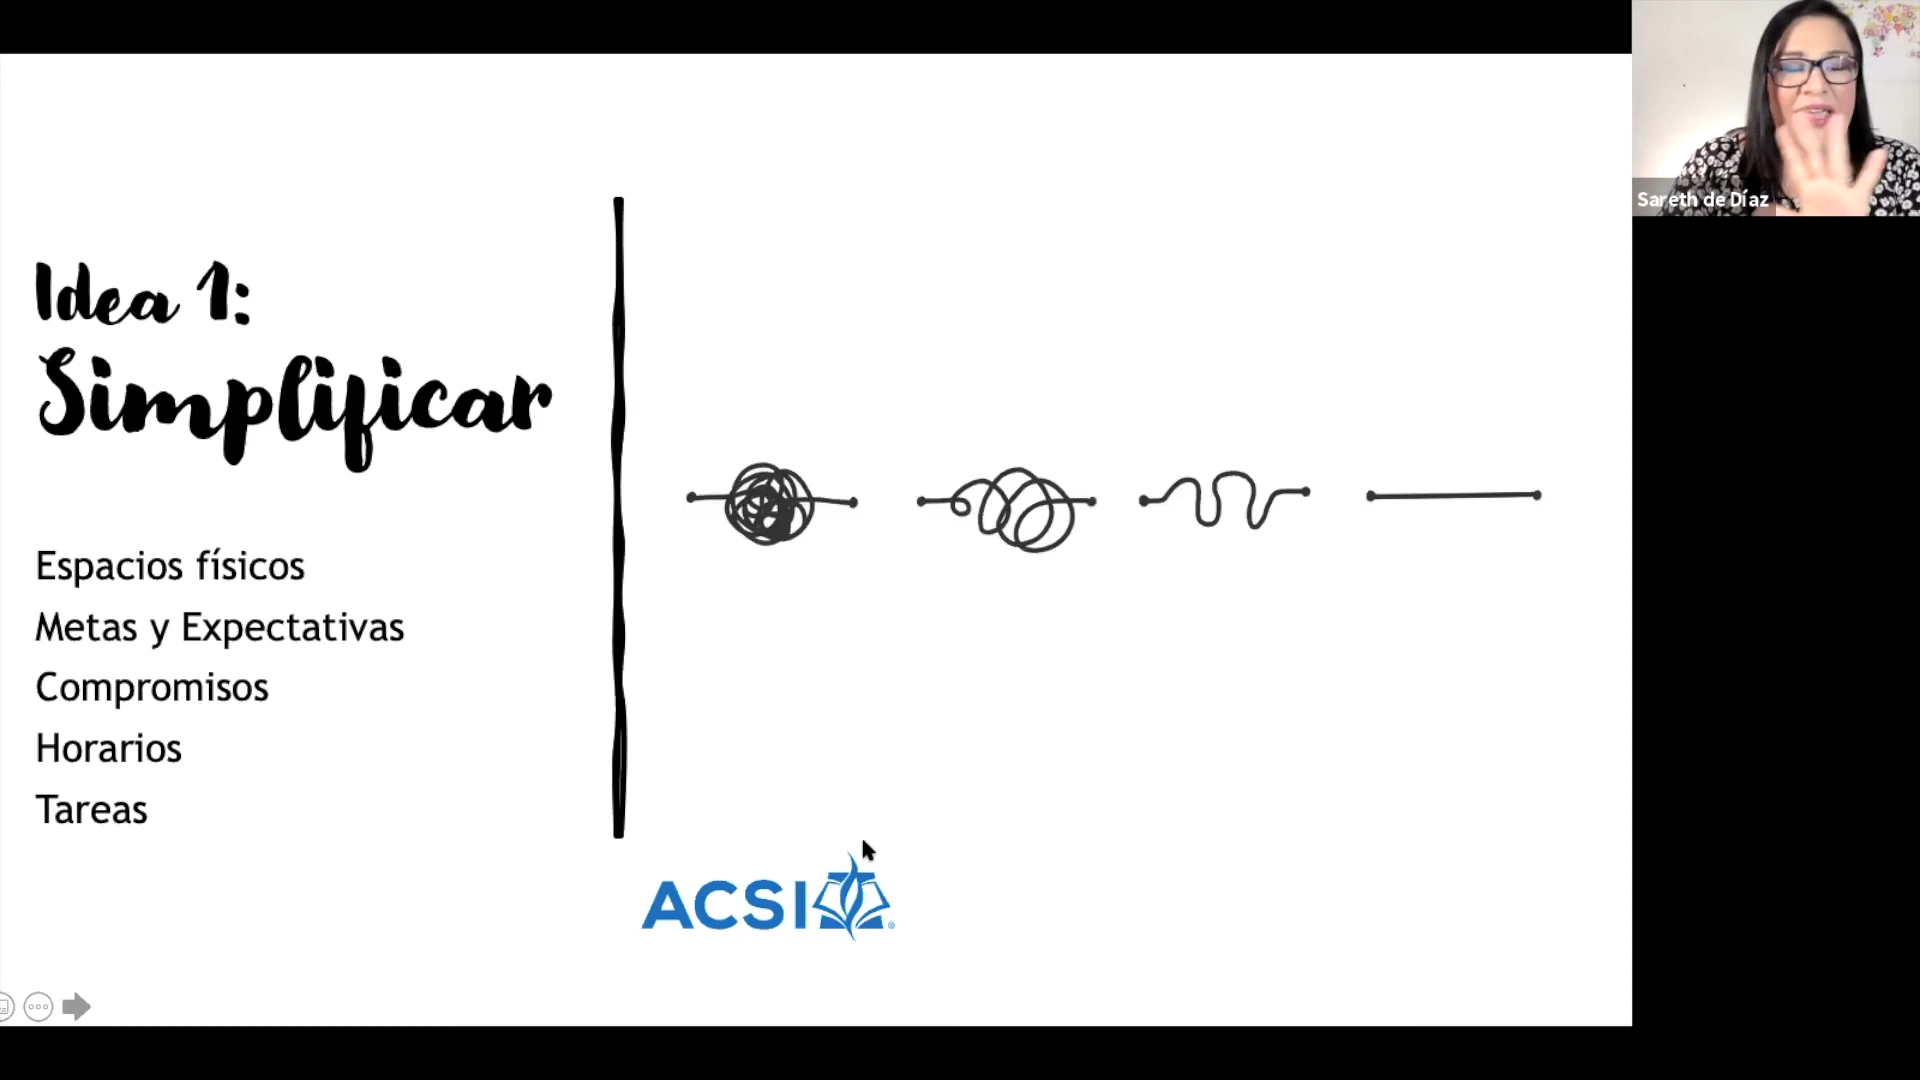 Idea 1:
Simplificar
Espacios físicos
Metas y Expectativas
Compromisos
Horarios
Tareas
ACSI
Sareth de Díaz